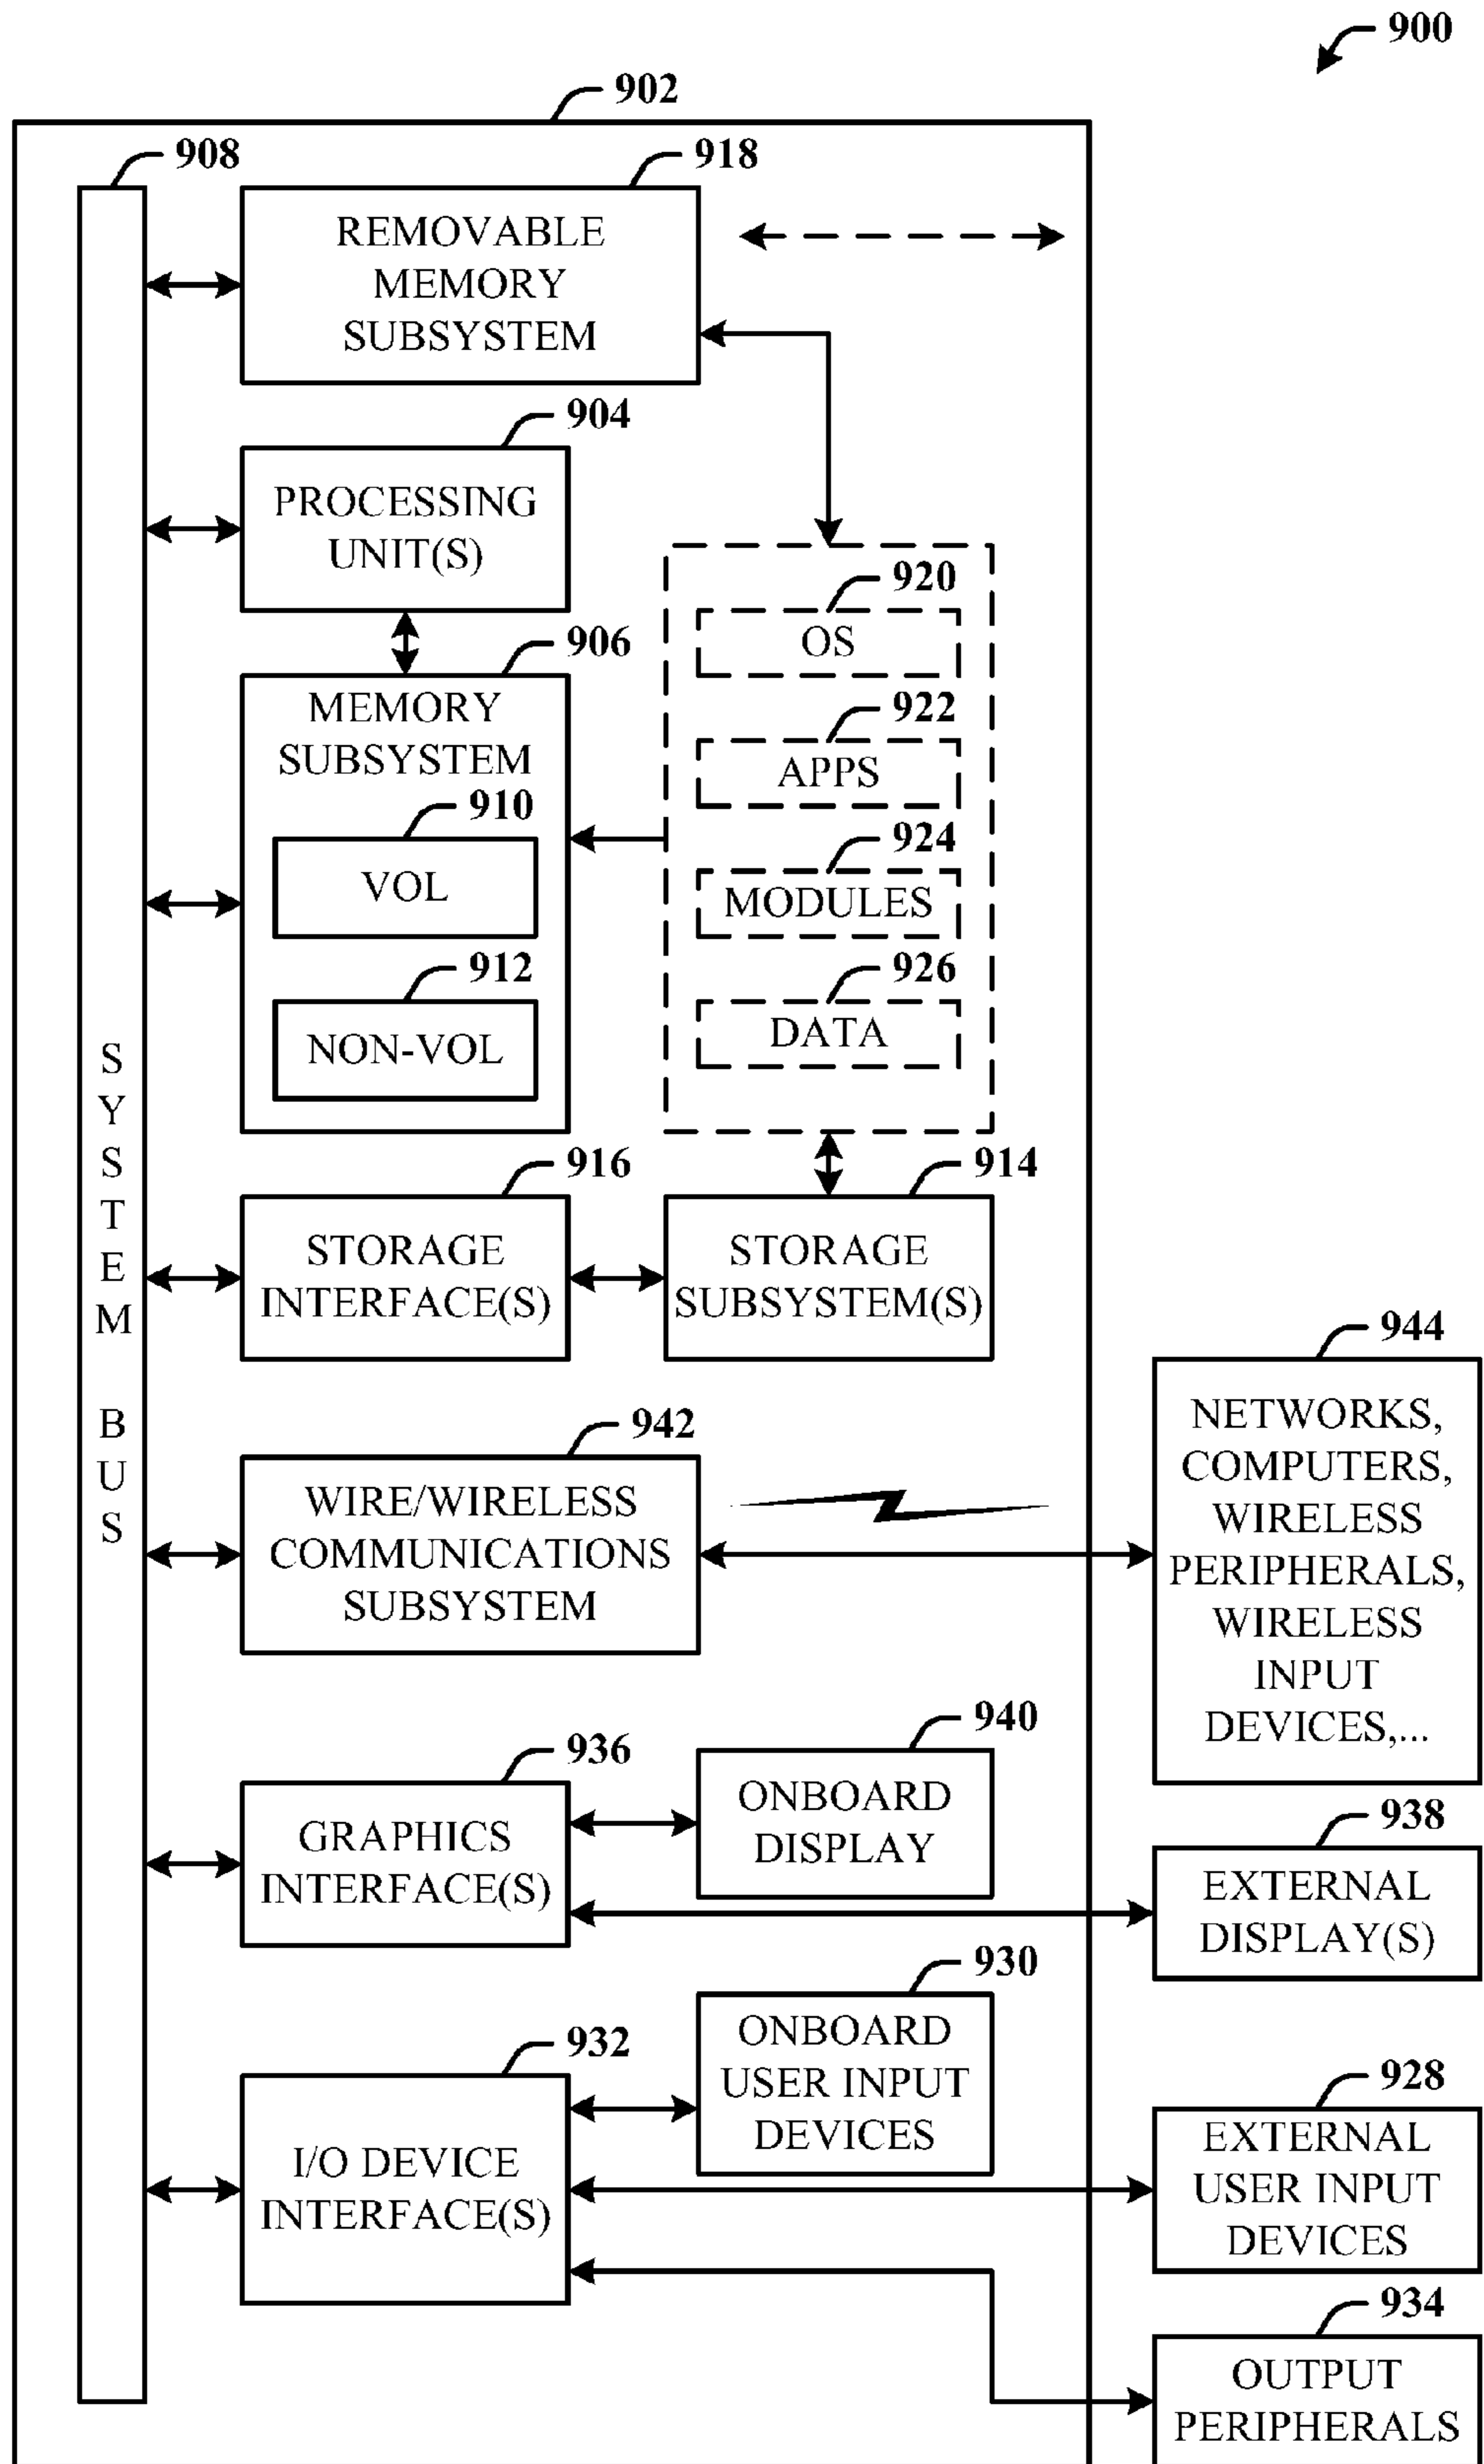 900
902
908
918
REMOVABLE
MEMORY
SUBSYSTEM
904
PROCESSING
UNIT(S)
906
MEMORY
SUBSYSTEM
910
VOL
912
NON-VOL
920
OS
922
APPS
924
MODULES
926
DATA
916
STORAGE
INTERFACE(S)
914
STORAGE
SUBSYSTEM(S)
SYSTEM BUS
942
WIRE/WIRELESS
COMMUNICATIONS
SUBSYSTEM
944
NETWORKS,
COMPUTERS,
WIRELESS
PERIPHERALS,
WIRELESS
INPUT
DEVICES,...
936
GRAPHICS
INTERFACE(S)
940
ONBOARD
DISPLAY
938
EXTERNAL
DISPLAY(S)
932
I/O DEVICE
INTERFACE(S)
930
ONBOARD
USER INPUT
DEVICES
928
EXTERNAL
USER INPUT
DEVICES
934
OUTPUT
PERIPHERALS